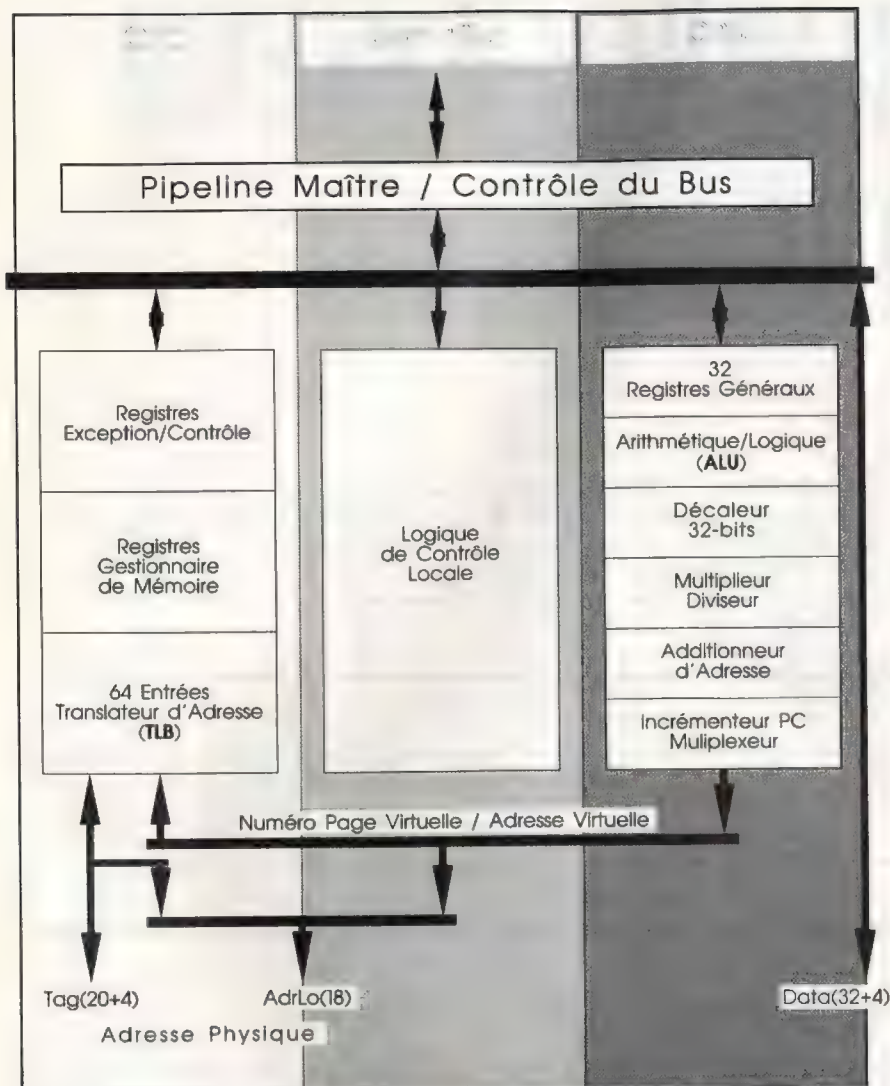 Pipeline Maître / Contrôle du Bus
Registres
Exception/Contrôle
Registres
Gestionnaire
de Mémoire
64 Entrées
Translateur d'Adresse
(TLB)
Logique
de Contrôle
Locale
32
Registres Généraux
Arithmétique/Logique
(ALU)
Décaleur
32-bits
Multiplieur
Diviseur
Additionneur
d'Adresse
Incrémenteur PC
Muliplexeur
Numéro Page Virtuelle / Adresse Virtuelle
Tag(20+4)
AdrLo(18)
Data(32+4)
Adresse Physique